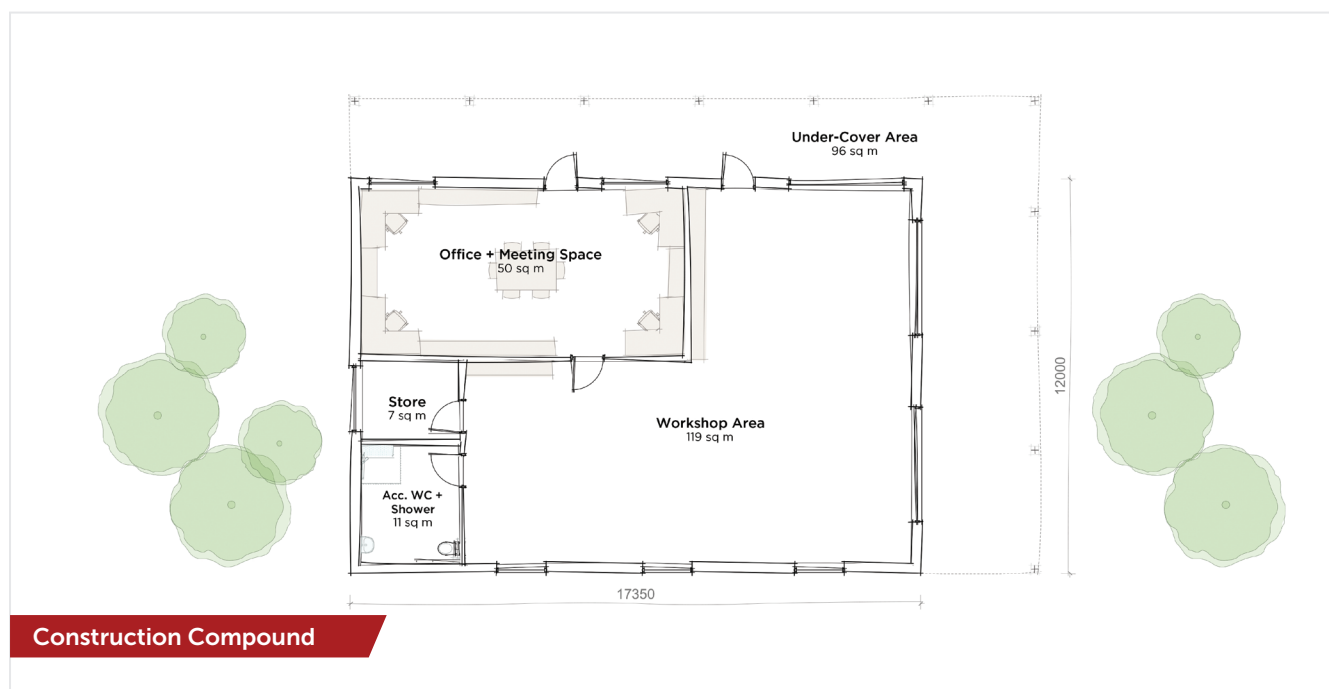 Under-Cover Area
96 sq m
Office + Meeting Space
50 sq m
Store
7 sq m
Workshop Area
119 sq m
Acc. WC +
Shower
11 sq m
12000
17350
Construction Compound